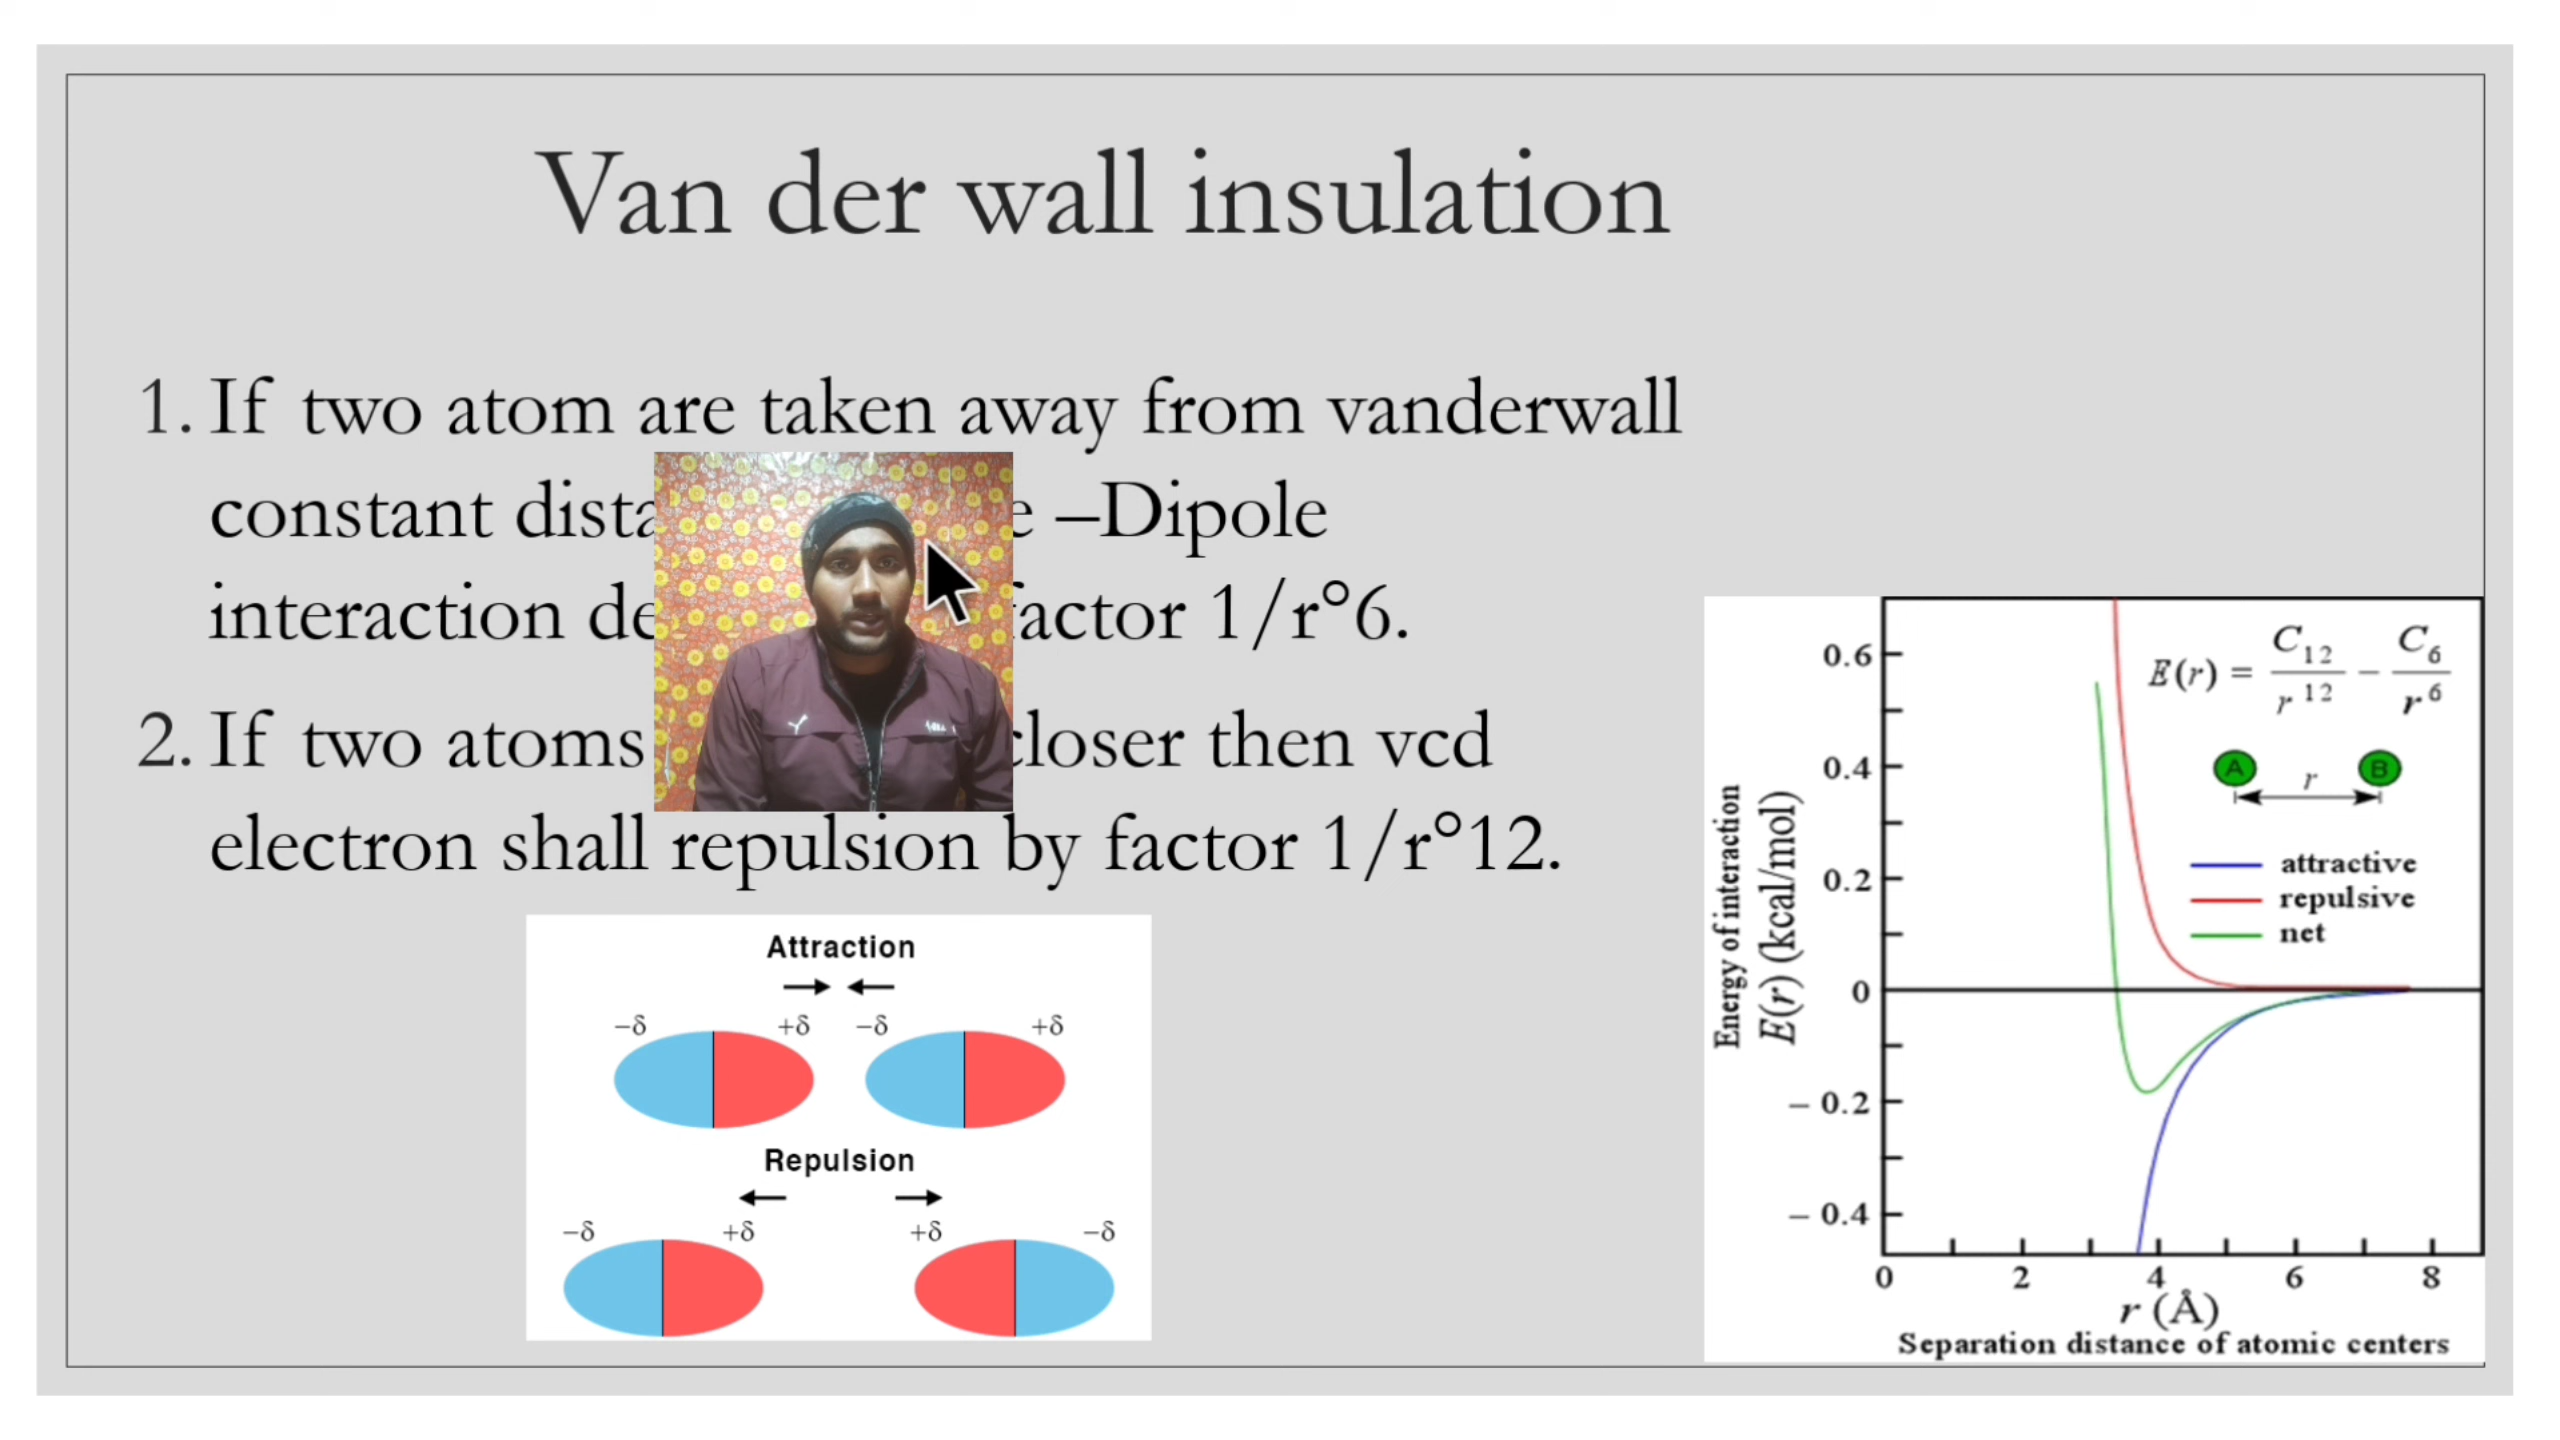 Van der wall insulation
1. If two atom are taken away from vanderwall
constant –Dipole
interaction 1/r°6.
2. If two atoms closer then vcd
electron shall repulsion by factor 1/r°12.
Attraction
−δ +δ −δ +δ
Repulsion
−δ +δ +δ −δ
Energy of interaction
E(r) (kcal/mol)
0.6
0.4
0.2
0
− 0.2
− 0.4
E(r) = C12/r12 − C6/r6
A r B
attractive
repulsive
net
0 2 4 6 8
r (Å)
Separation distance of atomic centers